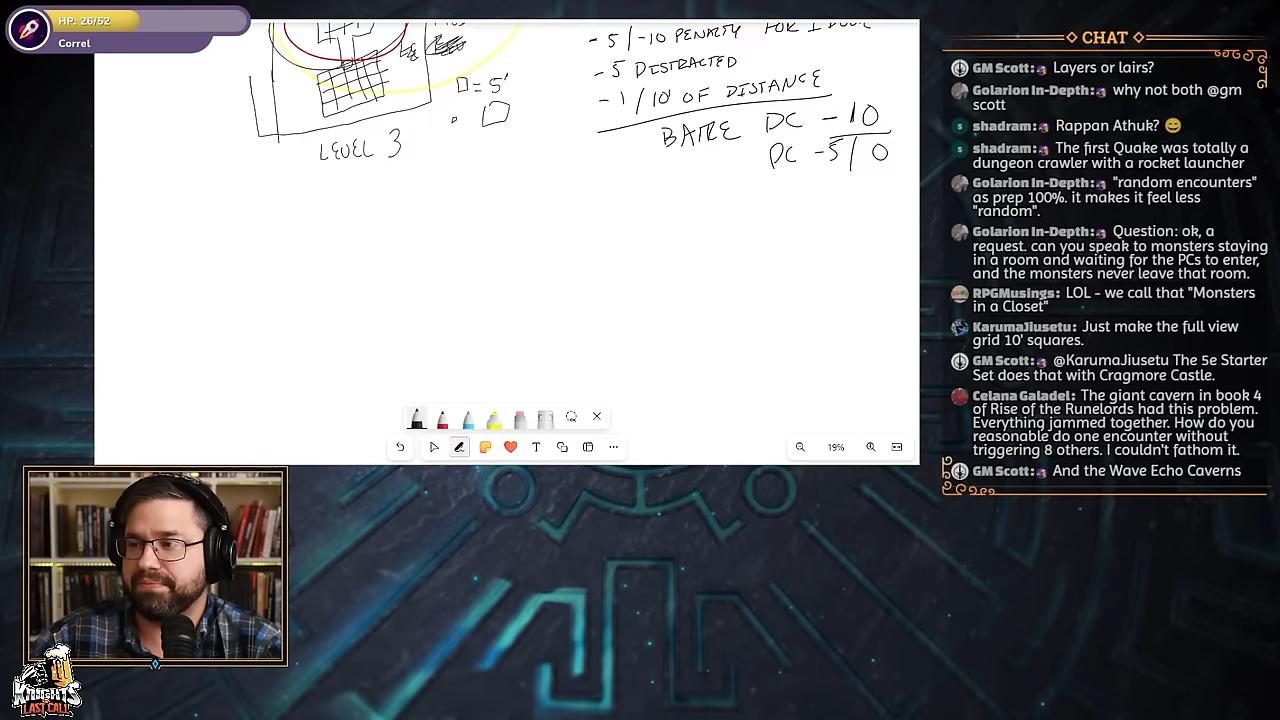 HP: 26/52
Correl
LEVEL 3
□ = 5'
-5/-10 PENALTY FOR 1 DOOR
-5 DISTRACTED
-1/10' OF DISTANCE
BATTLE DC -10
DC -5/0
19%
CHAT
GM Scott: Layers or lairs?
Golarion In-Depth: why not both @gm
scott
shadram: Rappan Athuk? 😄
shadram: The first Quake was totally a
dungeon crawler with a rocket launcher
Golarion In-Depth: "random encounters"
as prep 100%. it makes it feel less
"random".
Golarion In-Depth: Question: ok, a
request. can you speak to monsters staying
in a room and waiting for the PCs to enter,
and the monsters never leave that room.
RPGMusings: LOL - we call that "Monsters
in a Closet"
KarumaJiusetu: Just make the full view
grid 10' squares.
GM Scott: @KarumaJiusetu The 5e Starter
Set does that with Cragmore Castle.
Celana Galadel: The giant cavern in book 4
of Rise of the Runelords had this problem.
Everything jammed together. How do you
reasonable do one encounter without
triggering 8 others. I couldn't fathom it.
GM Scott: And the Wave Echo Caverns
KNIGHTS
LAST CALL